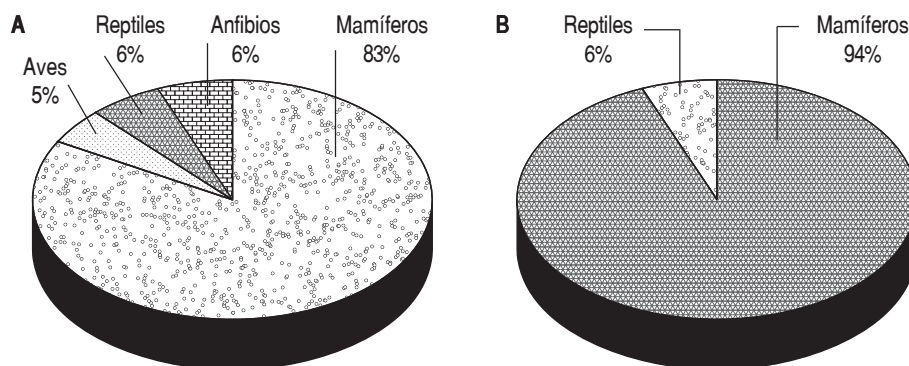 A
Reptiles
6%
Anfibios
6%
Mamíferos
83%
Aves
5%
B
Reptiles
6%
Mamíferos
94%